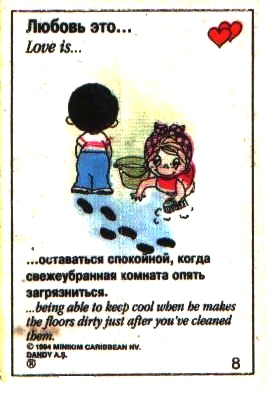 Любовь это...
Love is...
...оставаться спокойной, когда
свежеубранная комната опять
загрязниться.
...being able to keep cool when he makes
the floors dirty just after you've cleaned
them.
© 1994 MINIKIM CARIBBEAN NV.
DANDY A.Ş.
®
8